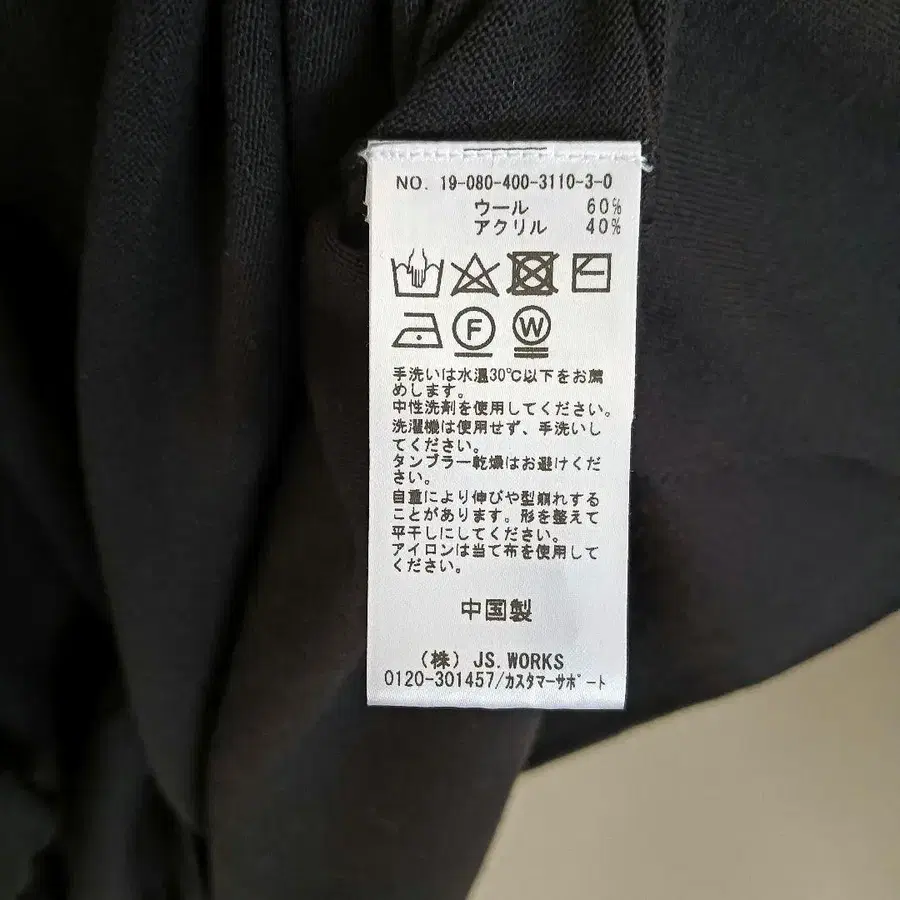 NO. 19-080-400-3110-3-0
ウール 60%
アクリル 40%
F W
手洗いは水温30℃以下をお薦
めします。
中性洗剤を使用してください。
洗濯機は使用せず、手洗いし
てください。
タンブラー乾燥はお避けくだ
さい。
自重により伸びや型崩れする
ことがあります。形を整えて
平干しにしてください。
アイロンは当て布を使用して
ください。
中国製
(株) JS.WORKS
0120-301457/カスタマーサポート